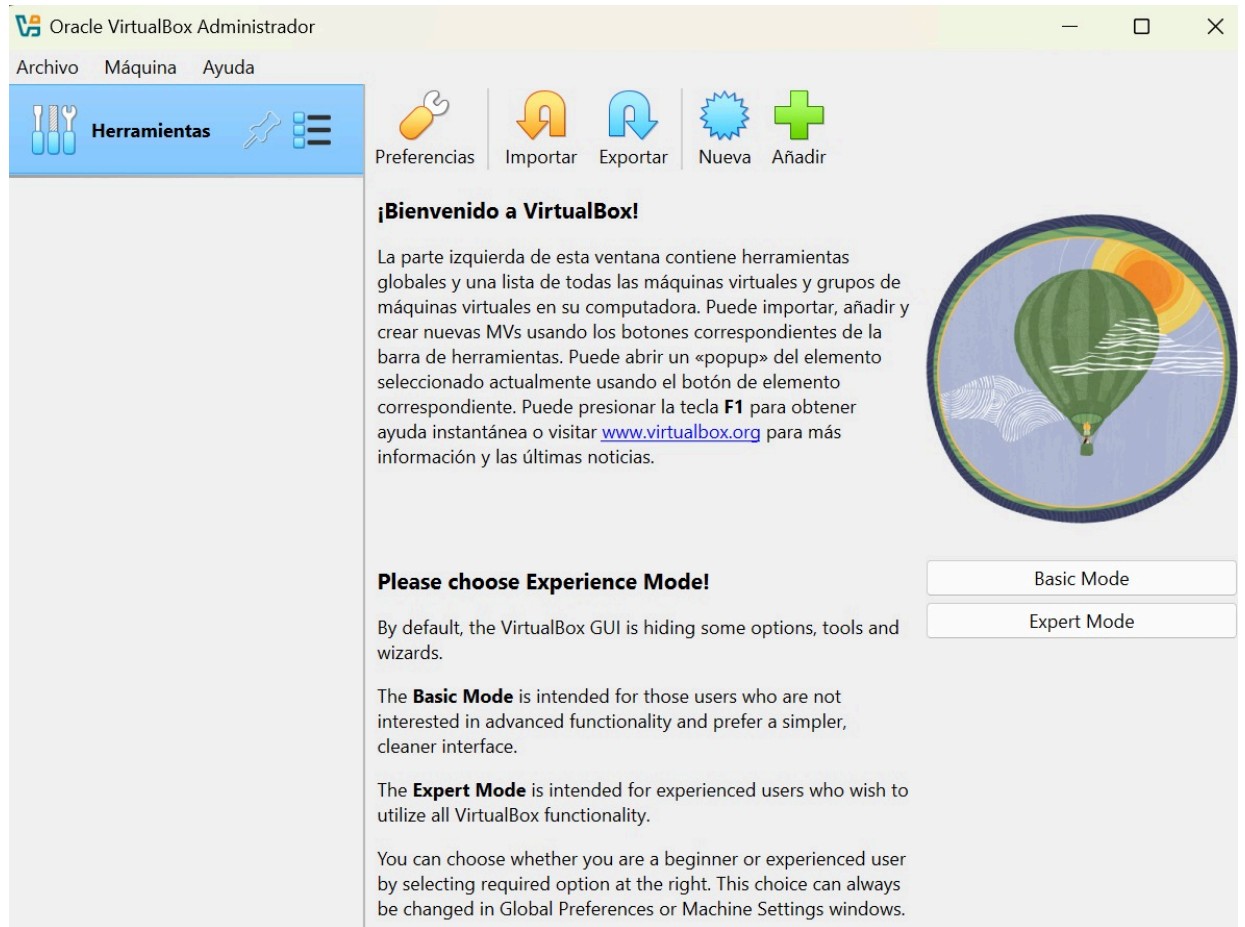 Oracle VirtualBox Administrador
Archivo Máquina Ayuda
Herramientas
Preferencias Importar Exportar Nueva Añadir
¡Bienvenido a VirtualBox!
La parte izquierda de esta ventana contiene herramientas
globales y una lista de todas las máquinas virtuales y grupos de
máquinas virtuales en su computadora. Puede importar, añadir y
crear nuevas MVs usando los botones correspondientes de la
barra de herramientas. Puede abrir un «popup» del elemento
seleccionado actualmente usando el botón de elemento
correspondiente. Puede presionar la tecla F1 para obtener
ayuda instantánea o visitar www.virtualbox.org para más
información y las últimas noticias.
Please choose Experience Mode!
By default, the VirtualBox GUI is hiding some options, tools and
wizards.
The Basic Mode is intended for those users who are not
interested in advanced functionality and prefer a simpler,
cleaner interface.
The Expert Mode is intended for experienced users who wish to
utilize all VirtualBox functionality.
You can choose whether you are a beginner or experienced user
by selecting required option at the right. This choice can always
be changed in Global Preferences or Machine Settings windows.
Basic Mode
Expert Mode